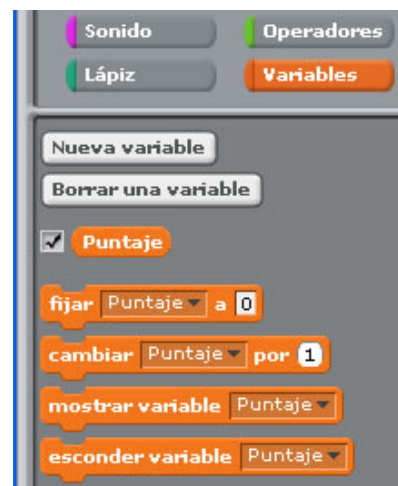 Sonido Operadores
Lápiz Variables
Nueva variable
Borrar una variable
Puntaje
fijar Puntaje a 0
cambiar Puntaje por 1
mostrar variable Puntaje
esconder variable Puntaje